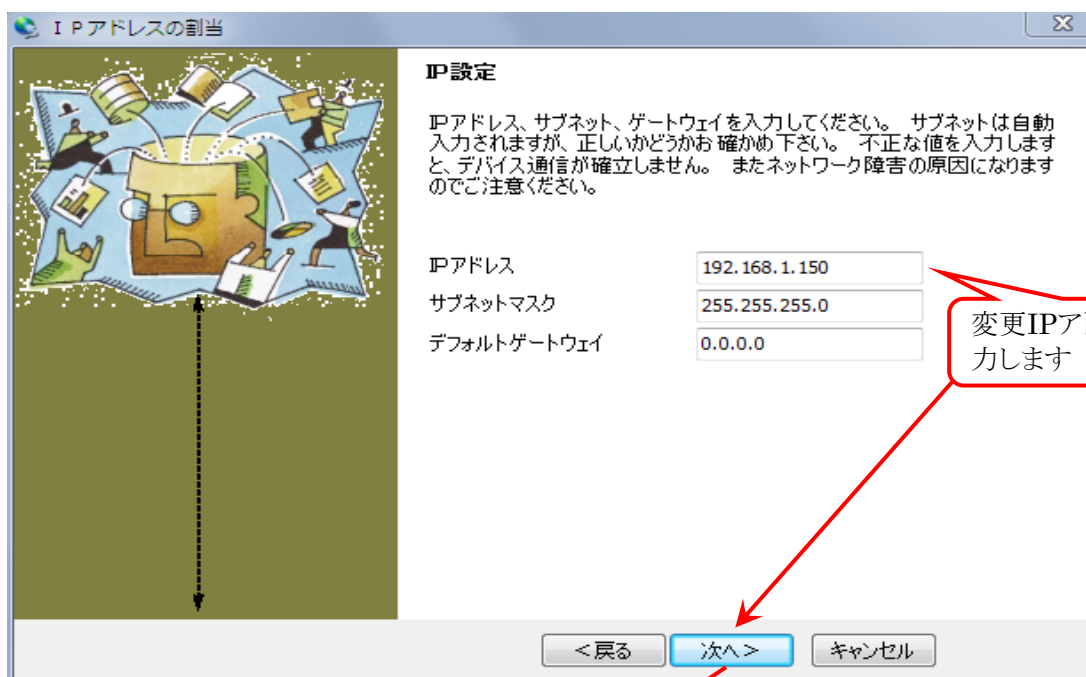 ＩＰアドレスの割当
IP設定
IPアドレス、サブネット、ゲートウェイを入力してください。 サブネットは自動
入力されますが、正しいかどうかお確かめ下さい。 不正な値を入力します
と、デバイス通信が確立しません。 またネットワーク障害の原因になります
のでご注意ください。
IPアドレス 192.168.1.150
サブネットマスク 255.255.255.0
デフォルトゲートウェイ 0.0.0.0
変更IPア
力します
＜戻る 次へ＞ キャンセル